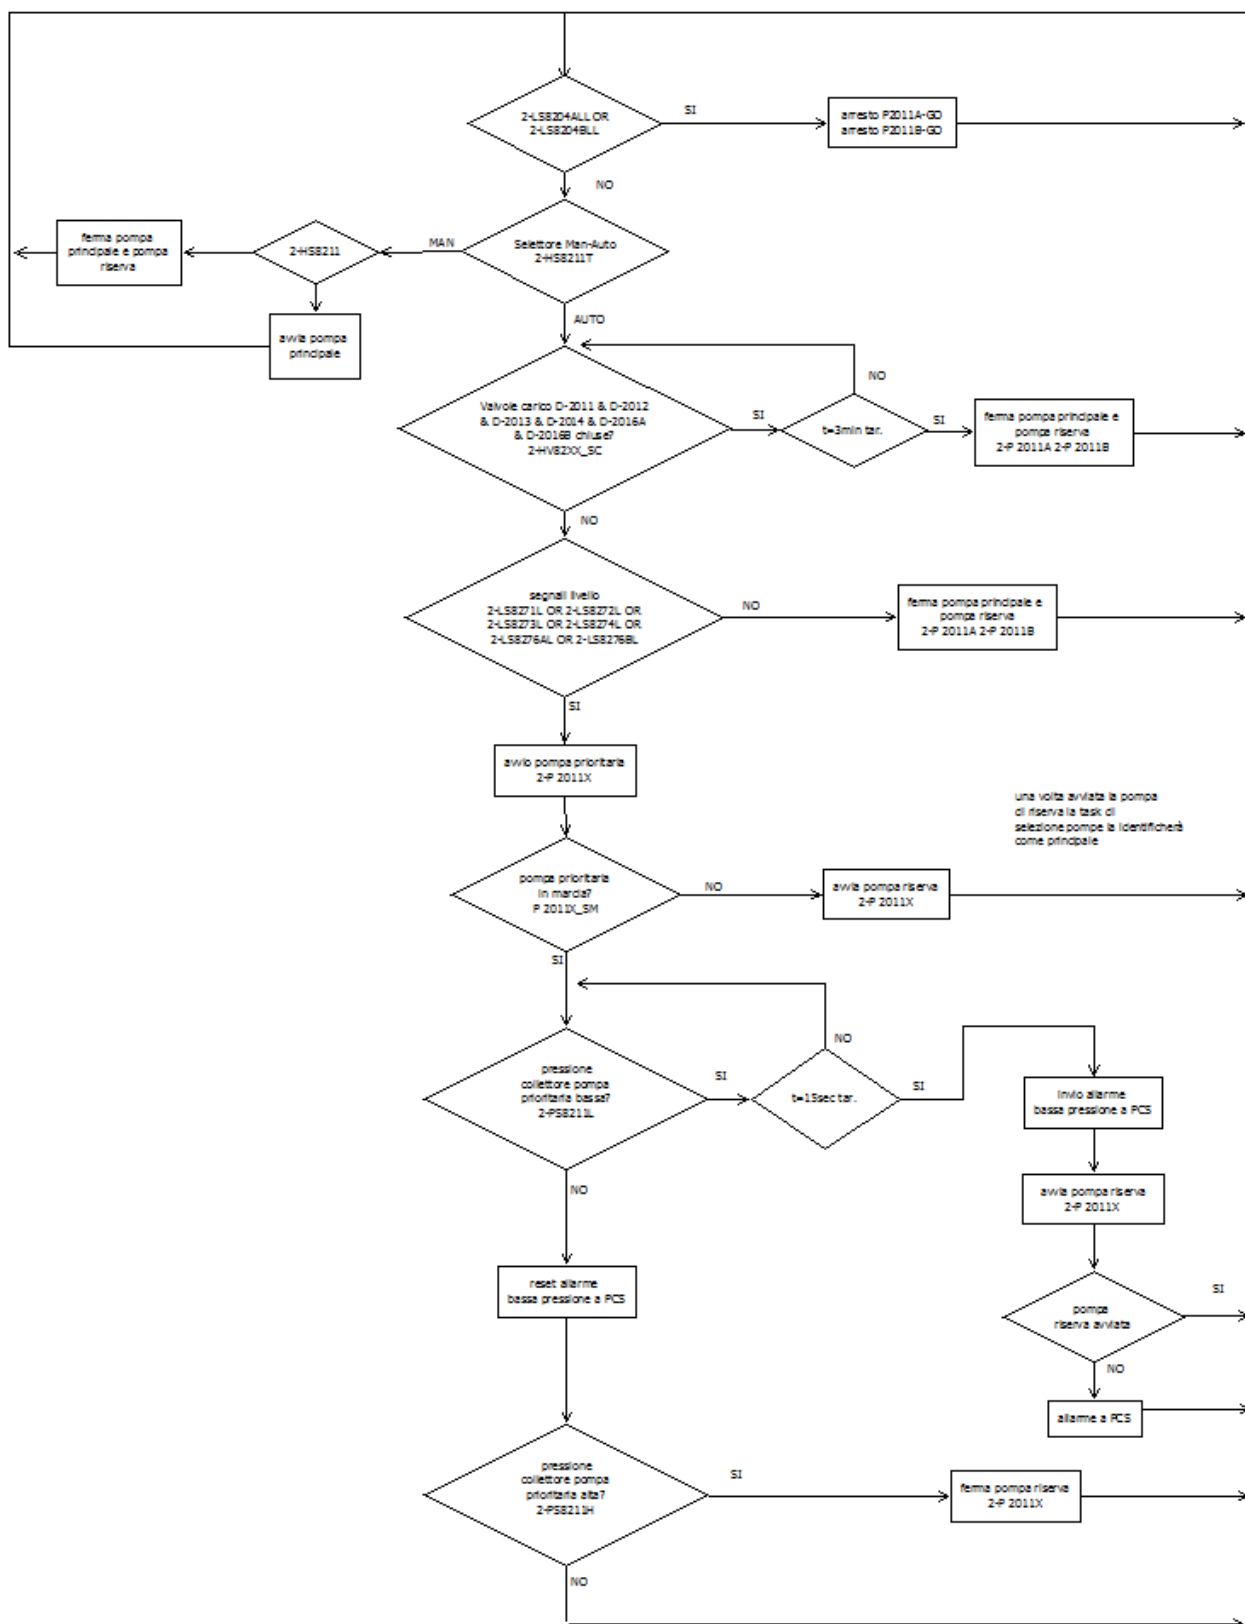 2-LS8204ALL OR
2-LS8204BLL
SI
arresto P2011A-GD
arresto P2011B-GD
NO
Selettore Man-Auto
2-HS8211T
MAN
2-HS8211
ferma pompa
principale e pompa
riserva
avvia pompa
principale
AUTO
Valvole carico D-2011 & D-2012
& D-2013 & D-2014 & D-2016A
& D-2016B chiuse?
2-HV82XX_SC
SI
NO
t=3min tar.
SI
ferma pompa principale e
pompa riserva
2-P 2011A 2-P 2011B
NO
segnali livello
2-LS8271L OR 2-LS8272L OR
2-LS8273L OR 2-LS8274L OR
2-LS8276AL OR 2-LS8276BL
NO
ferma pompa principale e
pompa riserva
2-P 2011A 2-P 2011B
SI
avvio pompa prioritaria
2-P 2011X
una volta avviata la pompa
di riserva la task di
selezione pompe la identificherà
come principale
pompa prioritaria
in marcia?
P 2011X_SM
NO
avvia pompa riserva
2-P 2011X
SI
pressione
collettore pompa
prioritaria bassa?
2-PS8211L
SI
NO
t=15sec tar.
SI
invio allarme
bassa pressione a PCS
avvia pompa riserva
2-P 2011X
NO
reset allarme
bassa pressione a PCS
pompa
riserva avviata
SI
NO
allarme a PCS
pressione
collettore pompa
prioritaria alta?
2-PS8211H
SI
ferma pompa riserva
2-P 2011X
NO